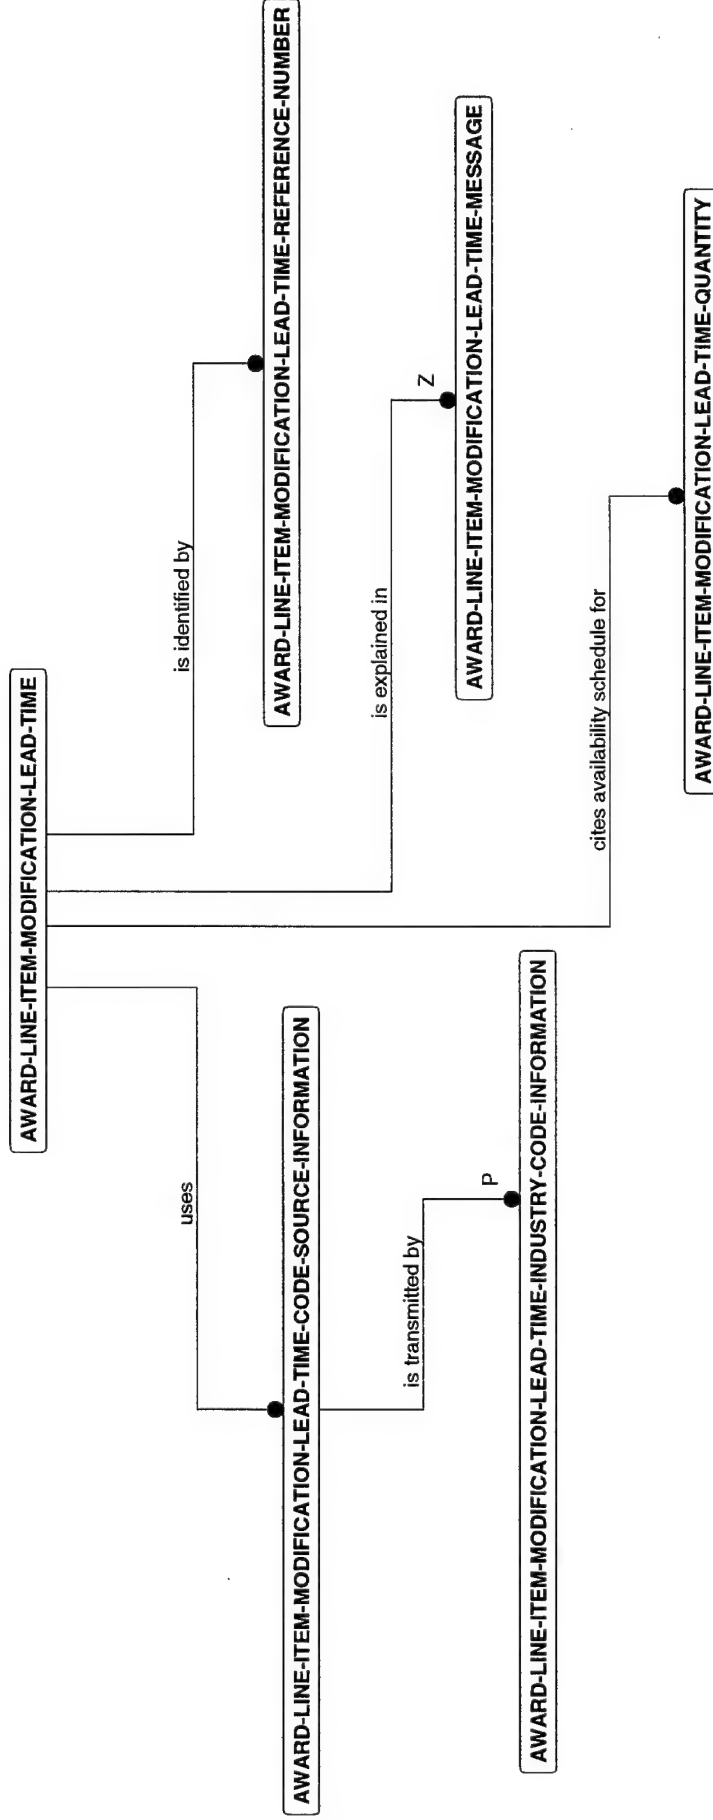 AWARD-LINE-ITEM-MODIFICATION-LEAD-TIME
uses
is identified by
AWARD-LINE-ITEM-MODIFICATION-LEAD-TIME-CODE-SOURCE-INFORMATION
AWARD-LINE-ITEM-MODIFICATION-LEAD-TIME-REFERENCE-NUMBER
is explained in
Z
is transmitted by
AWARD-LINE-ITEM-MODIFICATION-LEAD-TIME-MESSAGE
P
AWARD-LINE-ITEM-MODIFICATION-LEAD-TIME-INDUSTRY-CODE-INFORMATION
cites availability schedule for
AWARD-LINE-ITEM-MODIFICATION-LEAD-TIME-QUANTITY